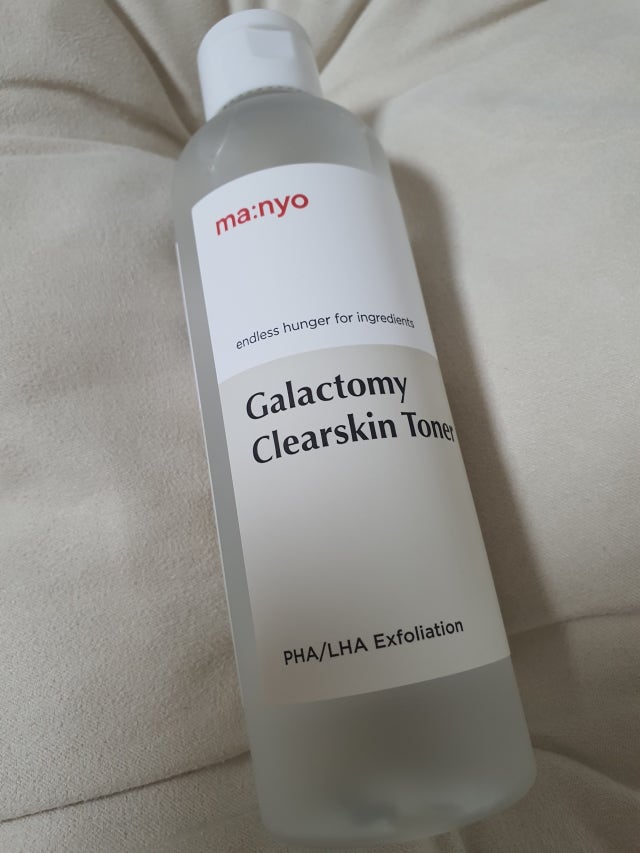 ma:nyo
endless hunger for ingredients
Galactomy
Clearskin Toner
PHA/LHA Exfoliation